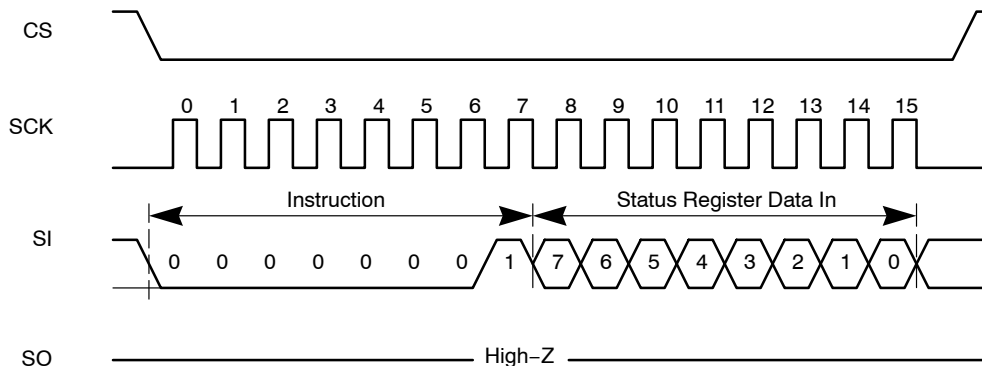 CS
0 1 2 3 4 5 6 7 8 9 10 11 12 13 14 15
SCK
Instruction Status Register Data In
SI
0 0 0 0 0 0 0 1 7 6 5 4 3 2 1 0
SO High−Z